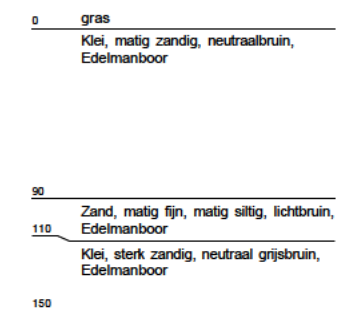 0 gras
Klei, matig zandig, neutraalbruin,
Edelmanboor
90
Zand, matig fijn, matig siltig, lichtbruin,
110 Edelmanboor
Klei, sterk zandig, neutraal grijsbruin,
Edelmanboor
150